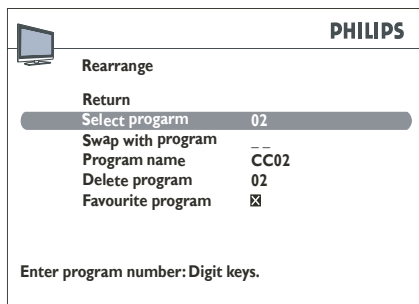 PHILIPS
Rearrange
Return
Select progarm 02
Swap with program _ _
Program name CC02
Delete program 02
Favourite program ☒
Enter program number: Digit keys.